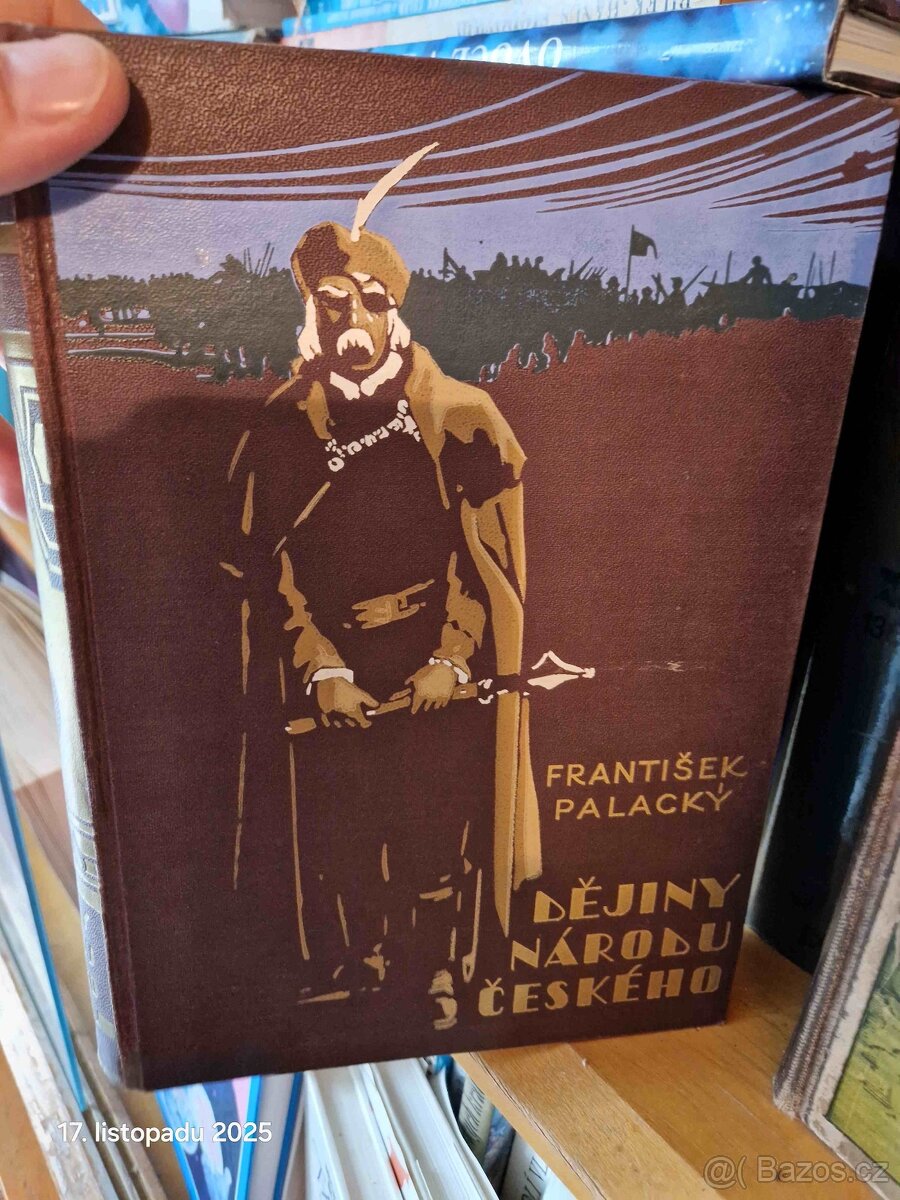 FRANTIŠEK
PALACKÝ
DĚJINY
NÁRODU
ČESKÉHO
17. listopadu 2025
@( Bazos.cz